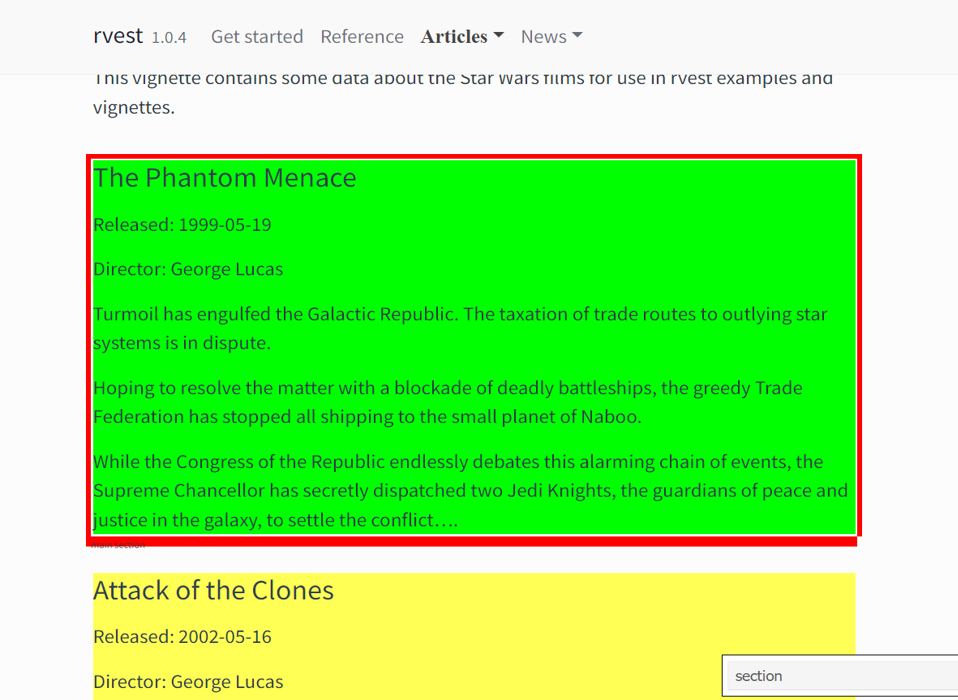 rvest 1.0.4 Get started Reference Articles News
This vignette contains some data about the Star Wars films for use in rvest examples and
vignettes.
The Phantom Menace
Released: 1999-05-19
Director: George Lucas
Turmoil has engulfed the Galactic Republic. The taxation of trade routes to outlying star
systems is in dispute.
Hoping to resolve the matter with a blockade of deadly battleships, the greedy Trade
Federation has stopped all shipping to the small planet of Naboo.
While the Congress of the Republic endlessly debates this alarming chain of events, the
Supreme Chancellor has secretly dispatched two Jedi Knights, the guardians of peace and
justice in the galaxy, to settle the conflict….
main section
Attack of the Clones
Released: 2002-05-16
Director: George Lucas
section